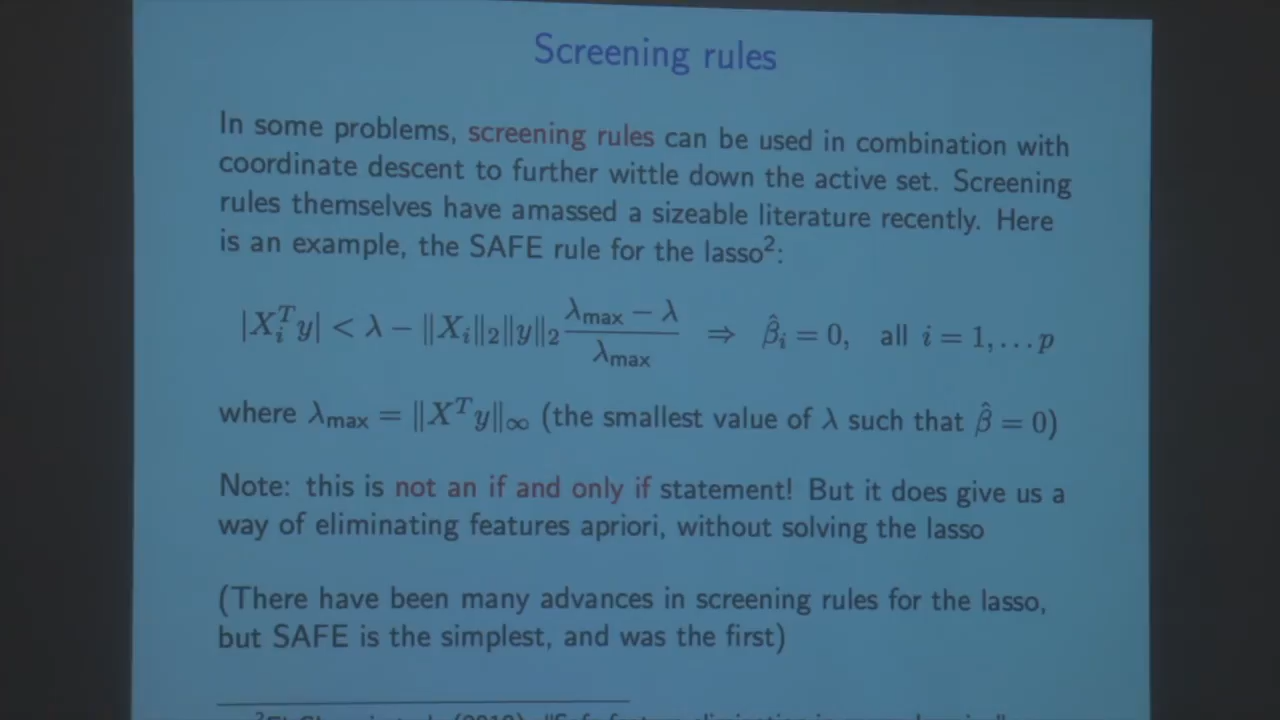 Screening rules
In some problems, screening rules can be used in combination with
coordinate descent to further wittle down the active set. Screening
rules themselves have amassed a sizeable literature recently. Here
is an example, the SAFE rule for the lasso²:
|X_i^T y| < λ − ‖X_i‖₂‖y‖₂ (λ_max − λ)/λ_max ⇒ β̂_i = 0, all i = 1, … p
where λ_max = ‖X^T y‖_∞ (the smallest value of λ such that β̂ = 0)
Note: this is not an if and only if statement! But it does give us a
way of eliminating features apriori, without solving the lasso
(There have been many advances in screening rules for the lasso,
but SAFE is the simplest, and was the first)